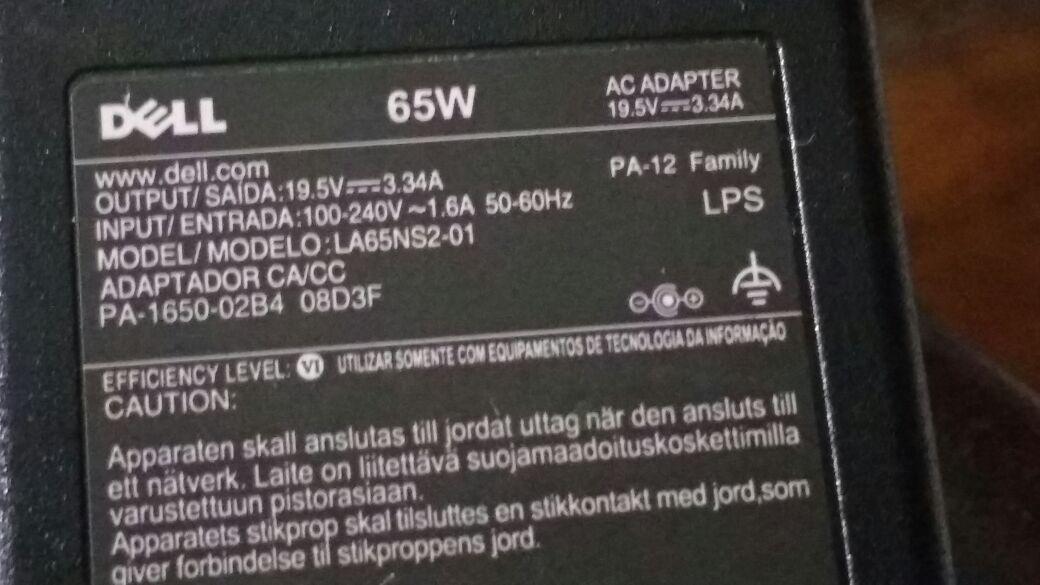 DELL 65W AC ADAPTER
19.5V⎓3.34A
www.dell.com
OUTPUT/ SAÍDA:19.5V⎓3.34A PA-12 Family
INPUT/ ENTRADA:100-240V ~1.6A 50-60Hz LPS
MODEL/ MODELO:LA65NS2-01
ADAPTADOR CA/CC
PA-1650-02B4 08D3F
EFFICIENCY LEVEL: VI UTILIZAR SOMENTE COM EQUIPAMENTOS DE TECNOLOGIA DA INFORMAÇÃO
CAUTION:
Apparaten skall anslutas till jordat uttag når den ansluts till
ett nätverk. Laite on liitettävä suojamaadoituskoskettimilla
varustettuun pistorasiaan.
Apparatets stikprop skal tilsluttes en stikkontakt med jord,som
giver forbindelse til stikproppens jord.